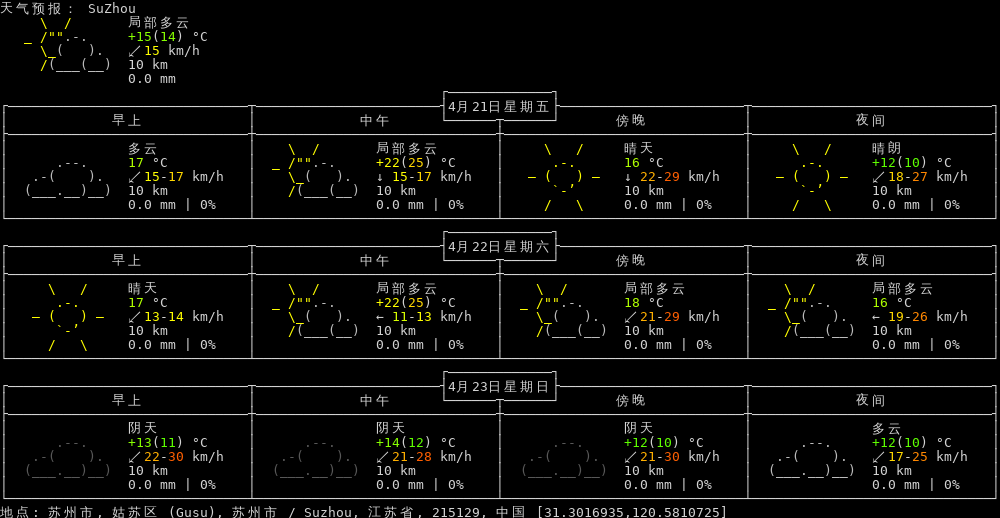 天气预报: SuZhou
局部多云
+15(14) °C
↙ 15 km/h
10 km
0.0 mm
4月21日星期五
早上 中午 傍晚 夜间
多云 局部多云 晴天 晴朗
17 °C +22(25) °C 16 °C +12(10) °C
↙ 15-17 km/h ↓ 15-17 km/h ↓ 22-29 km/h ↙ 18-27 km/h
10 km 10 km 10 km 10 km
0.0 mm | 0% 0.0 mm | 0% 0.0 mm | 0% 0.0 mm | 0%
4月22日星期六
早上 中午 傍晚 夜间
晴天 局部多云 局部多云 局部多云
17 °C +22(25) °C 18 °C 16 °C
↙ 13-14 km/h ← 11-13 km/h ↙ 21-29 km/h ← 19-26 km/h
10 km 10 km 10 km 10 km
0.0 mm | 0% 0.0 mm | 0% 0.0 mm | 0% 0.0 mm | 0%
4月23日星期日
早上 中午 傍晚 夜间
阴天 阴天 阴天 多云
+13(11) °C +14(12) °C +12(10) °C +12(10) °C
↙ 22-30 km/h ↙ 21-28 km/h ↙ 21-30 km/h ↙ 17-25 km/h
10 km 10 km 10 km 10 km
0.0 mm | 0% 0.0 mm | 0% 0.0 mm | 0% 0.0 mm | 0%
地点: 苏州市, 姑苏区 (Gusu), 苏州市 / Suzhou, 江苏省, 215129, 中国 [31.3016935,120.5810725]